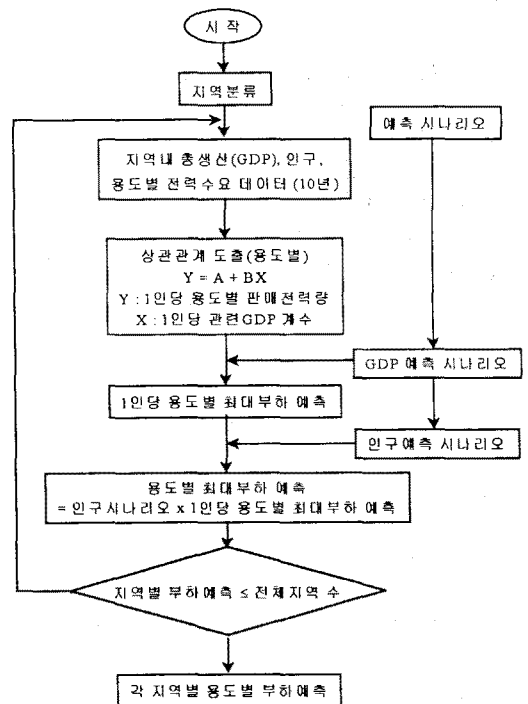 시 작
지역분류
예측 시나리오
지역내 총생산(GDP), 인구,
용도별 전력수요 데이터 (10년)
상관관계 도출(용도별)
Y = A + BX
Y : 1인당 용도별 판매전력량
X : 1인당 관련GDP 계수
GDP 예측 시나리오
1인당 용도별 최대부하 예측
인구예측 시나리오
용도별 최대부하 예측
= 인구시나리오 x 1인당 용도별 최대부하 예측
지역별 부하예측 ≤ 전체지역 수
각 지역별 용도별 부하예측